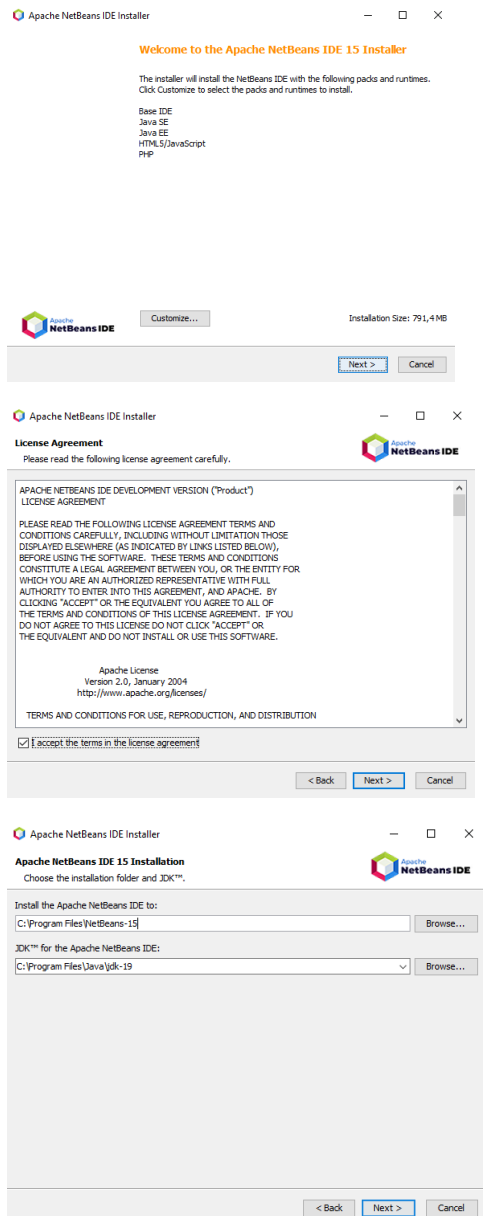 Apache NetBeans IDE Installer
Welcome to the Apache NetBeans IDE 15 Installer
The installer will install the NetBeans IDE with the following packs and runtimes.
Click Customize to select the packs and runtimes to install.
Base IDE
Java SE
Java EE
HTML5/JavaScript
PHP
Apache
NetBeans IDE
Customize...
Installation Size: 791,4 MB
Next >
Cancel
Apache NetBeans IDE Installer
License Agreement
Please read the following license agreement carefully.
Apache
NetBeans IDE
APACHE NETBEANS IDE DEVELOPMENT VERSION ("Product")
LICENSE AGREEMENT
PLEASE READ THE FOLLOWING LICENSE AGREEMENT TERMS AND
CONDITIONS CAREFULLY, INCLUDING WITHOUT LIMITATION THOSE
DISPLAYED ELSEWHERE (AS INDICATED BY LINKS LISTED BELOW),
BEFORE USING THE SOFTWARE. THESE TERMS AND CONDITIONS
CONSTITUTE A LEGAL AGREEMENT BETWEEN YOU, OR THE ENTITY FOR
WHICH YOU ARE AN AUTHORIZED REPRESENTATIVE WITH FULL
AUTHORITY TO ENTER INTO THIS AGREEMENT, AND APACHE. BY
CLICKING "ACCEPT" OR THE EQUIVALENT YOU AGREE TO ALL OF
THE TERMS AND CONDITIONS OF THIS LICENSE AGREEMENT. IF YOU
DO NOT AGREE TO THIS LICENSE DO NOT CLICK "ACCEPT" OR
THE EQUIVALENT AND DO NOT INSTALL OR USE THIS SOFTWARE.
Apache License
Version 2.0, January 2004
http://www.apache.org/licenses/
TERMS AND CONDITIONS FOR USE, REPRODUCTION, AND DISTRIBUTION
I accept the terms in the license agreement
< Back
Next >
Cancel
Apache NetBeans IDE Installer
Apache NetBeans IDE 15 Installation
Choose the installation folder and JDK™.
Apache
NetBeans IDE
Install the Apache NetBeans IDE to:
C:\Program Files\NetBeans-15
Browse...
JDK™ for the Apache NetBeans IDE:
C:\Program Files\Java\jdk-19
Browse...
< Back
Next >
Cancel